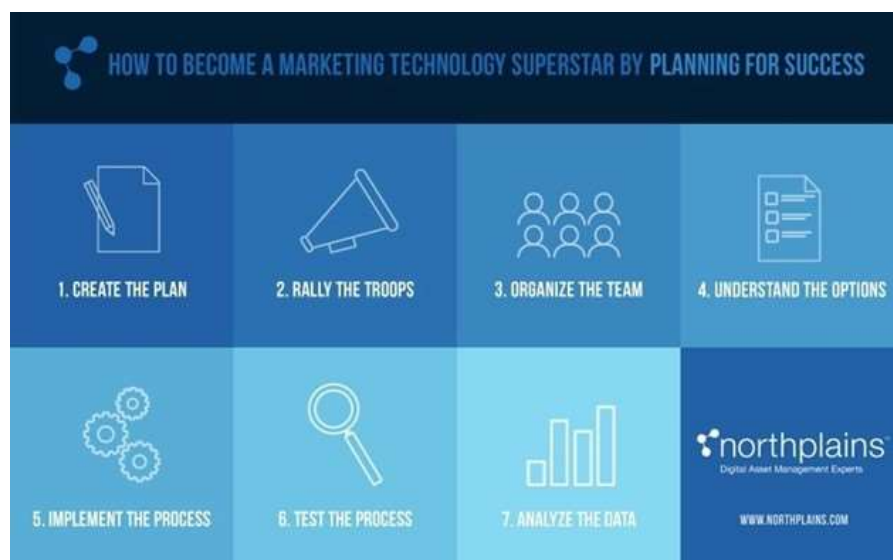 HOW TO BECOME A MARKETING TECHNOLOGY SUPERSTAR BY PLANNING FOR SUCCESS
1. CREATE THE PLAN
2. RALLY THE TROOPS
3. ORGANIZE THE TEAM
4. UNDERSTAND THE OPTIONS
5. IMPLEMENT THE PROCESS
6. TEST THE PROCESS
7. ANALYZE THE DATA
northplains™
Digital Asset Management Experts
WWW.NORTHPLAINS.COM